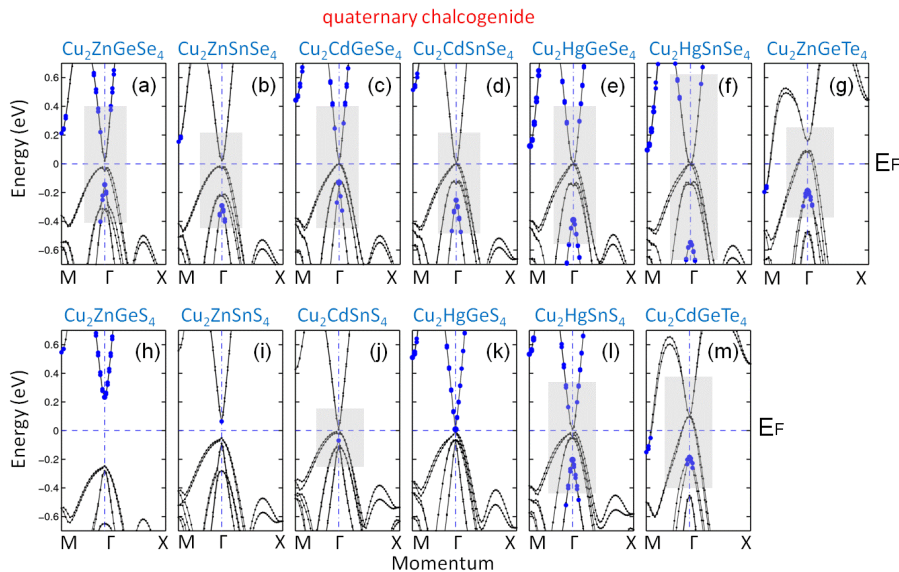 quaternary chalcogenide
Cu₂ZnGeSe₄ Cu₂ZnSnSe₄ Cu₂CdGeSe₄ Cu₂CdSnSe₄ Cu₂HgGeSe₄ Cu₂HgSnSe₄ Cu₂ZnGeTe₄
(a) (b) (c) (d) (e) (f) (g)
Energy (eV)
0.6
0.4
0.2
0
−0.2
−0.4
−0.6
E_F
M Γ X M Γ X M Γ X M Γ X M Γ X M Γ X M Γ X
Cu₂ZnGeS₄ Cu₂ZnSnS₄ Cu₂CdSnS₄ Cu₂HgGeS₄ Cu₂HgSnS₄ Cu₂CdGeTe₄
(h) (i) (j) (k) (l) (m)
Energy (eV)
0.6
0.4
0.2
0
−0.2
−0.4
−0.6
E_F
M Γ X M Γ X M Γ X M Γ X M Γ X M Γ X
Momentum